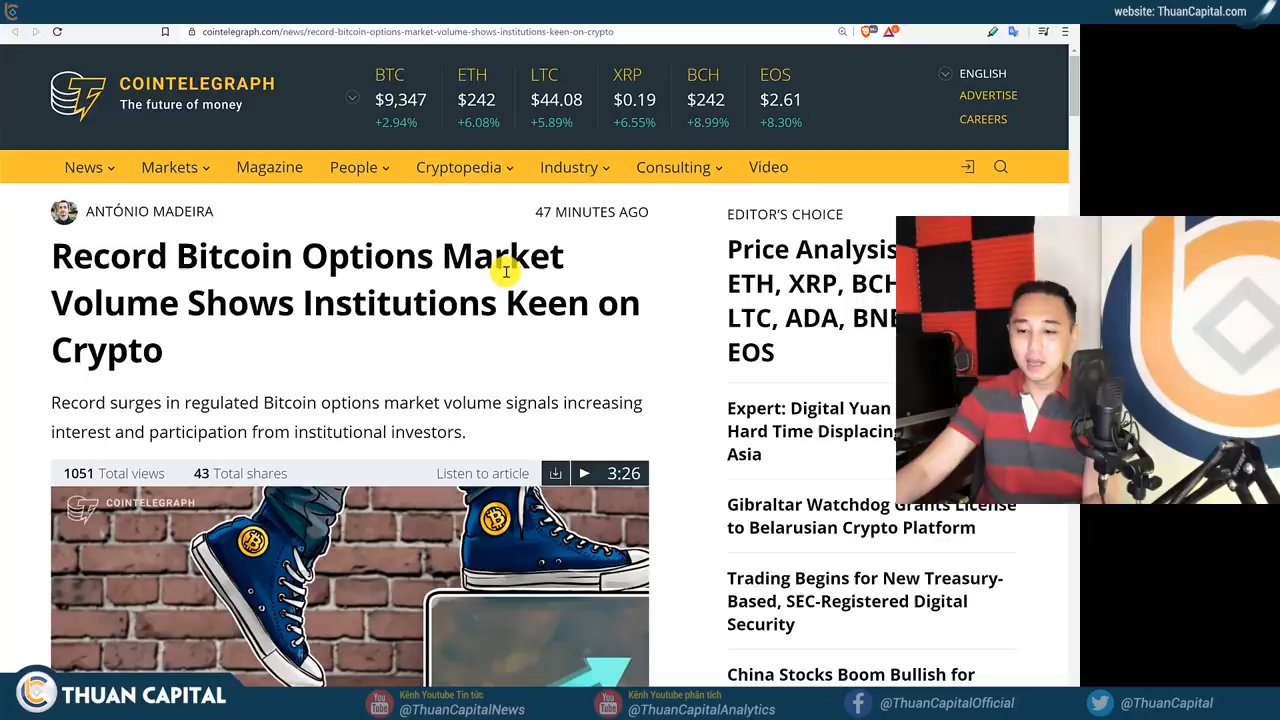 website: ThuanCapital.com
cointelegraph.com/news/record-bitcoin-options-market-volume-shows-institutions-keen-on-crypto
COINTELEGRAPH
The future of money
BTC ETH LTC XRP BCH EOS
$9,347 $242 $44.08 $0.19 $242 $2.61
+2.94% +6.08% +5.89% +6.55% +8.99% +8.30%
ENGLISH
ADVERTISE
CAREERS
News Markets Magazine People Cryptopedia Industry Consulting Video
ANTÓNIO MADEIRA 47 MINUTES AGO
Record Bitcoin Options Market
Volume Shows Institutions Keen on
Crypto
Record surges in regulated Bitcoin options market volume signals increasing
interest and participation from institutional investors.
1051 Total views 43 Total shares Listen to article 3:26
COINTELEGRAPH
EDITOR'S CHOICE
Price Analysis
ETH, XRP, BCH
LTC, ADA, BNB
EOS
Expert: Digital Yuan
Hard Time Displacing
Asia
Gibraltar Watchdog Grants License
to Belarusian Crypto Platform
Trading Begins for New Treasury-
Based, SEC-Registered Digital
Security
China Stocks Boom Bullish for
THUAN CAPITAL
Kênh Youtube Tin tức
@ThuanCapitalNews
Kênh Youtube phân tích
@ThuanCapitalAnalytics
@ThuanCapitalOfficial
@ThuanCapital